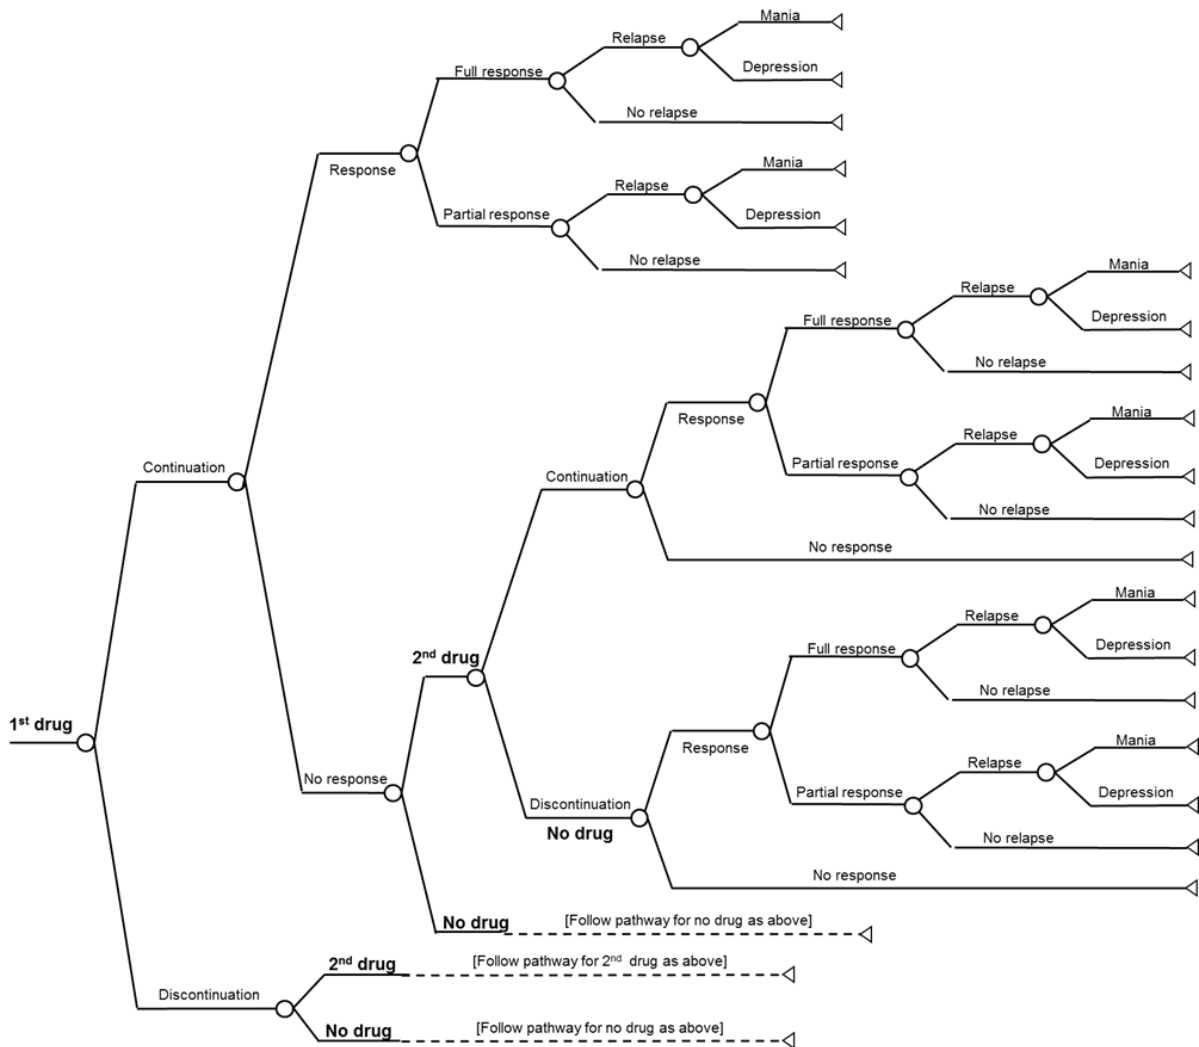 Mania
Relapse
Depression
Full response
No relapse
Response
Mania
Relapse
Partial response
Depression
No relapse
Mania
Relapse
Depression
Full response
No relapse
Response
Mania
Relapse
Continuation
Continuation
Partial response
Depression
No relapse
No response
Mania
Relapse
Depression
Full response
2nd drug
No relapse
1st drug
Response
Mania
Relapse
No response
Discontinuation
No drug
Partial response
Depression
No relapse
No response
No drug
[Follow pathway for no drug as above]
2nd drug
[Follow pathway for 2nd drug as above]
Discontinuation
No drug
[Follow pathway for no drug as above]